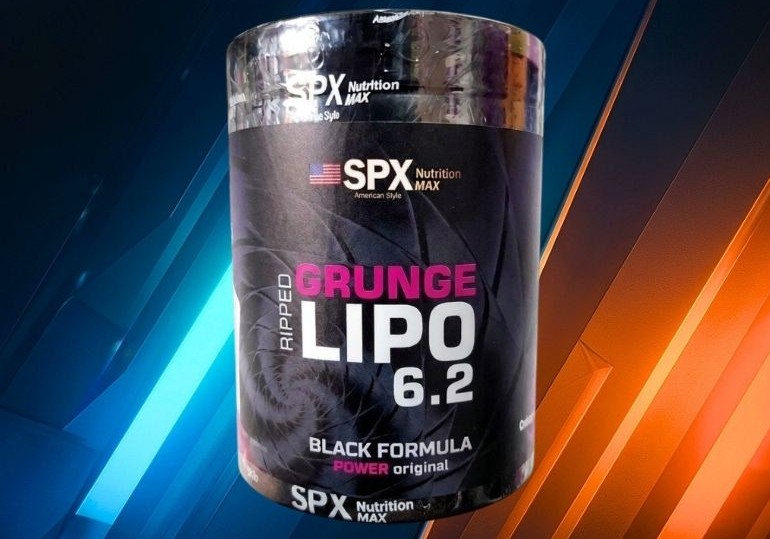 SPX Nutrition
MAX
SPX Nutrition
MAX
American Style
RIPPED
GRUNGE
LIPO
6.2
BLACK FORMULA
POWER original
SPX Nutrition
MAX